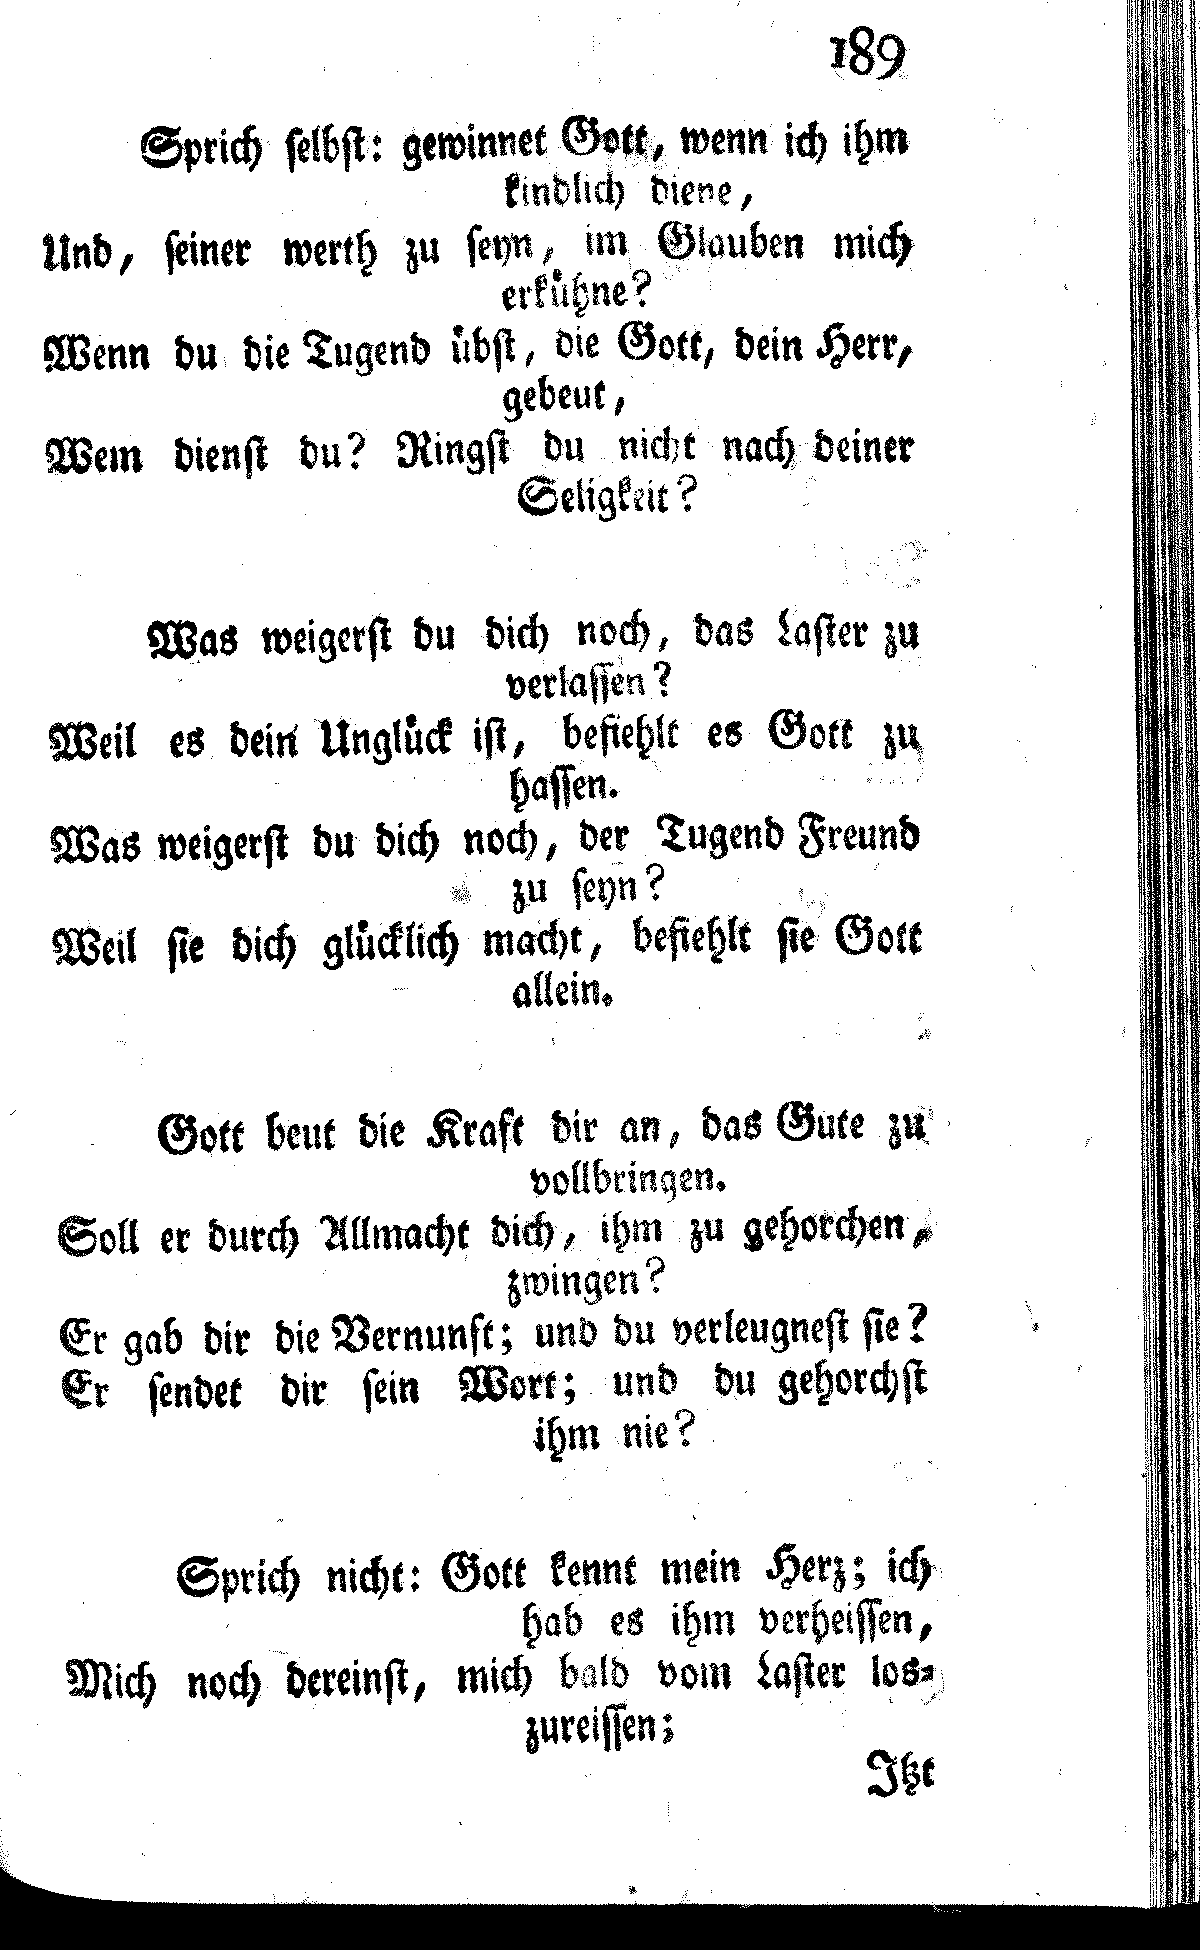 189
Sprich selbst: gewinnet Gott, wenn ich ihm
kindlich diene,
Und, seiner werth zu seyn, im Glauben mich
erkühne?
Wenn du die Tugend übst, die Gott, dein Herr,
gebeut,
Wem dienst du? Ringst du nicht nach deiner
Seligkeit?
Was weigerst du dich noch, das Laster zu
verlassen?
Weil es dein Unglück ist, befiehlt es Gott zu
hassen.
Was weigerst du dich noch, der Tugend Freund
zu seyn?
Weil sie dich glücklich macht, befiehlt sie Gott
allein.
Gott beut die Kraft dir an, das Gute zu
vollbringen.
Soll er durch Allmacht dich, ihm zu gehorchen,
zwingen?
Er gab dir die Vernunft; und du verleugnest sie?
Er sendet dir sein Wort; und du gehorchst
ihm nie?
Sprich nicht: Gott kennt mein Herz; ich
hab es ihm verheissen,
Mich noch dereinst, mich bald vom Laster los-
zureissen;
Itzt